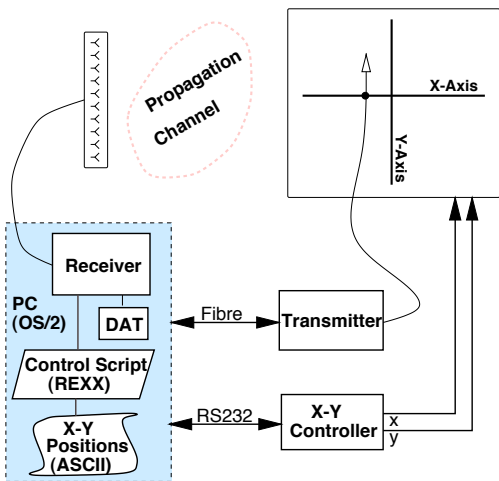 Propagation
Channel
X-Axis
Y-Axis
Receiver
PC
(OS/2)
DAT
Fibre
Transmitter
Control Script
(REXX)
X-Y
Positions
(ASCII)
RS232
X-Y
Controller
x
y